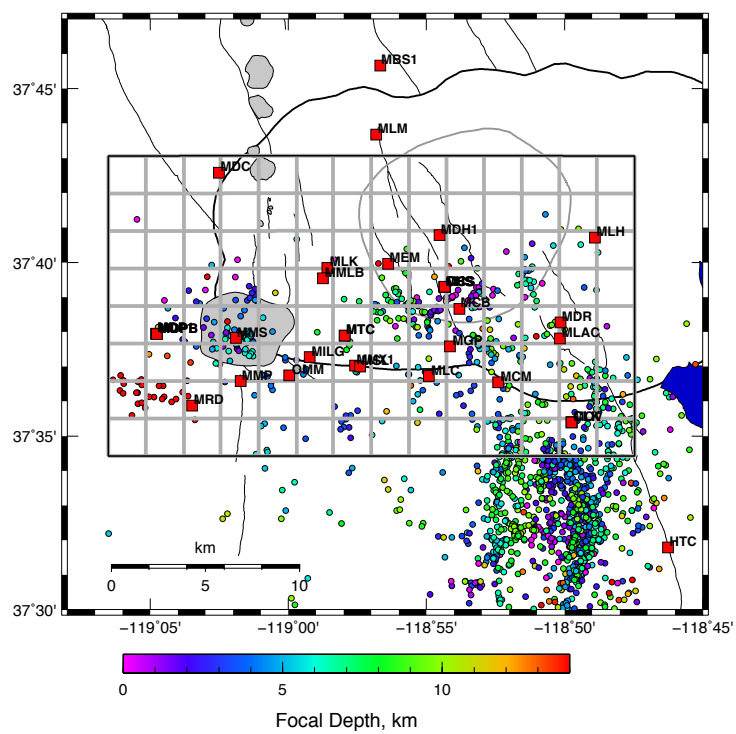 MBS1
37°45'
MLM
MDC
MDH1
MLH
37°40'
MLK
MEM
MMLB
MCB
MDR
MMS
MTC
MLAC
MGP
MILG
OMM
MLC
MCM
MMP
MRD
37°35'
HTC
km
0 5 10
37°30'
−119°05' −119°00' −118°55' −118°50' −118°45'
0 5 10
Focal Depth, km